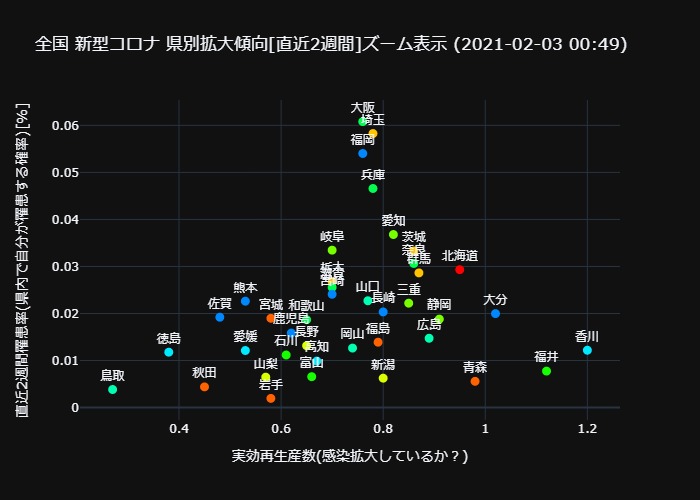 全国 新型コロナ 県別拡大傾向[直近2週間]ズーム表示 (2021-02-03 00:49)
直近2週間罹患率(県内で自分が罹患する確率)[%]
0.06
0.05
0.04
0.03
0.02
0.01
0
大阪
埼玉
福岡
兵庫
愛知
岐阜
茨城
奈良
群馬
北海道
栃木
宮崎
熊本
山口
三重
佐賀
宮城
和歌山
長崎
静岡
大分
鹿児島
徳島
愛媛
長野
石川
高知
岡山
福島
広島
香川
鳥取
秋田
山梨
岩手
富山
新潟
青森
福井
0.4
0.6
0.8
1
1.2
実効再生産数(感染拡大しているか？)